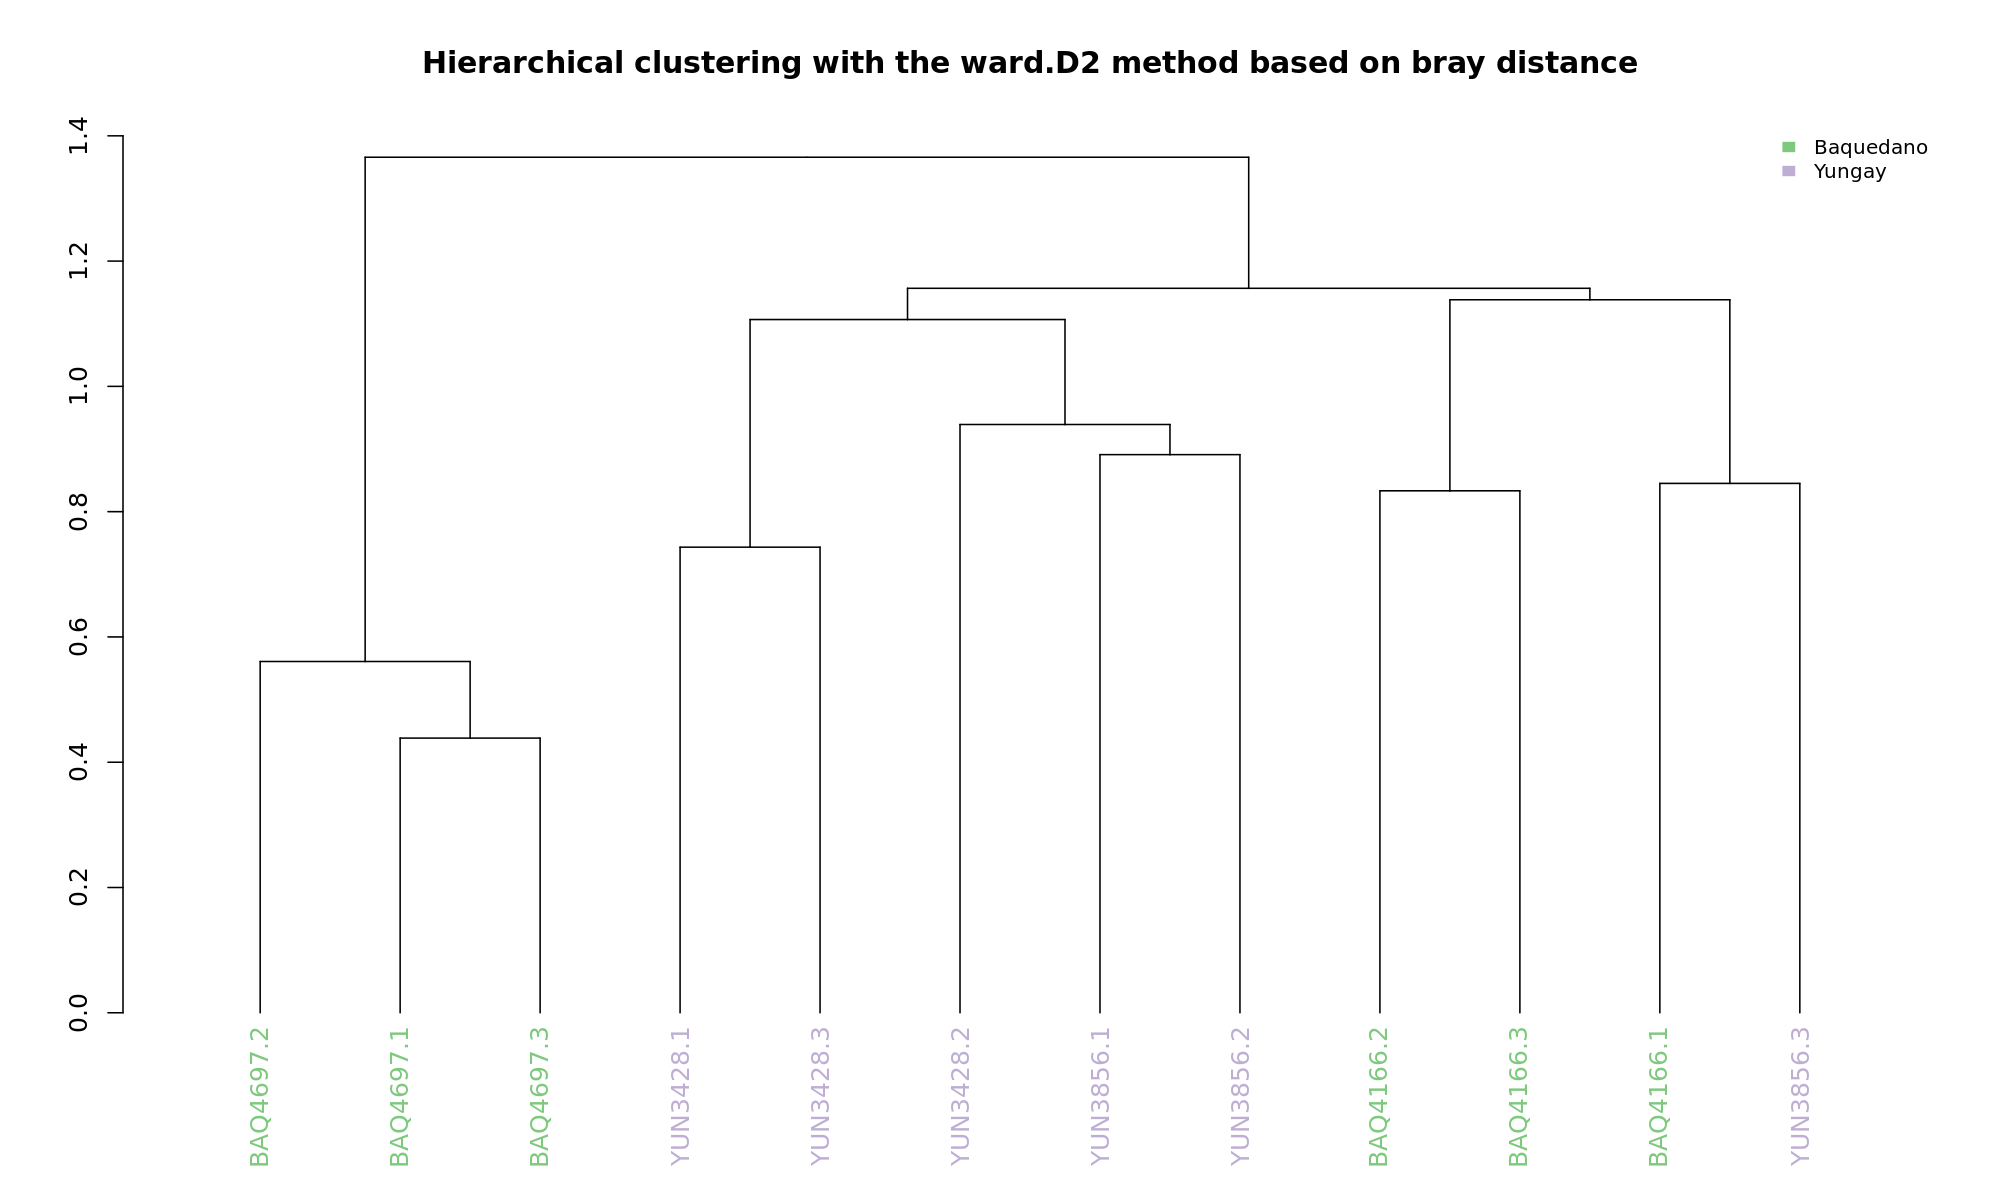 Hierarchical clustering with the ward.D2 method based on bray distance
1.4
1.2
1.0
0.8
0.6
0.4
0.2
0.0
Baquedano
Yungay
BAQ4697.2
BAQ4697.1
BAQ4697.3
YUN3428.1
YUN3428.3
YUN3428.2
YUN3856.1
YUN3856.2
BAQ4166.2
BAQ4166.3
BAQ4166.1
YUN3856.3